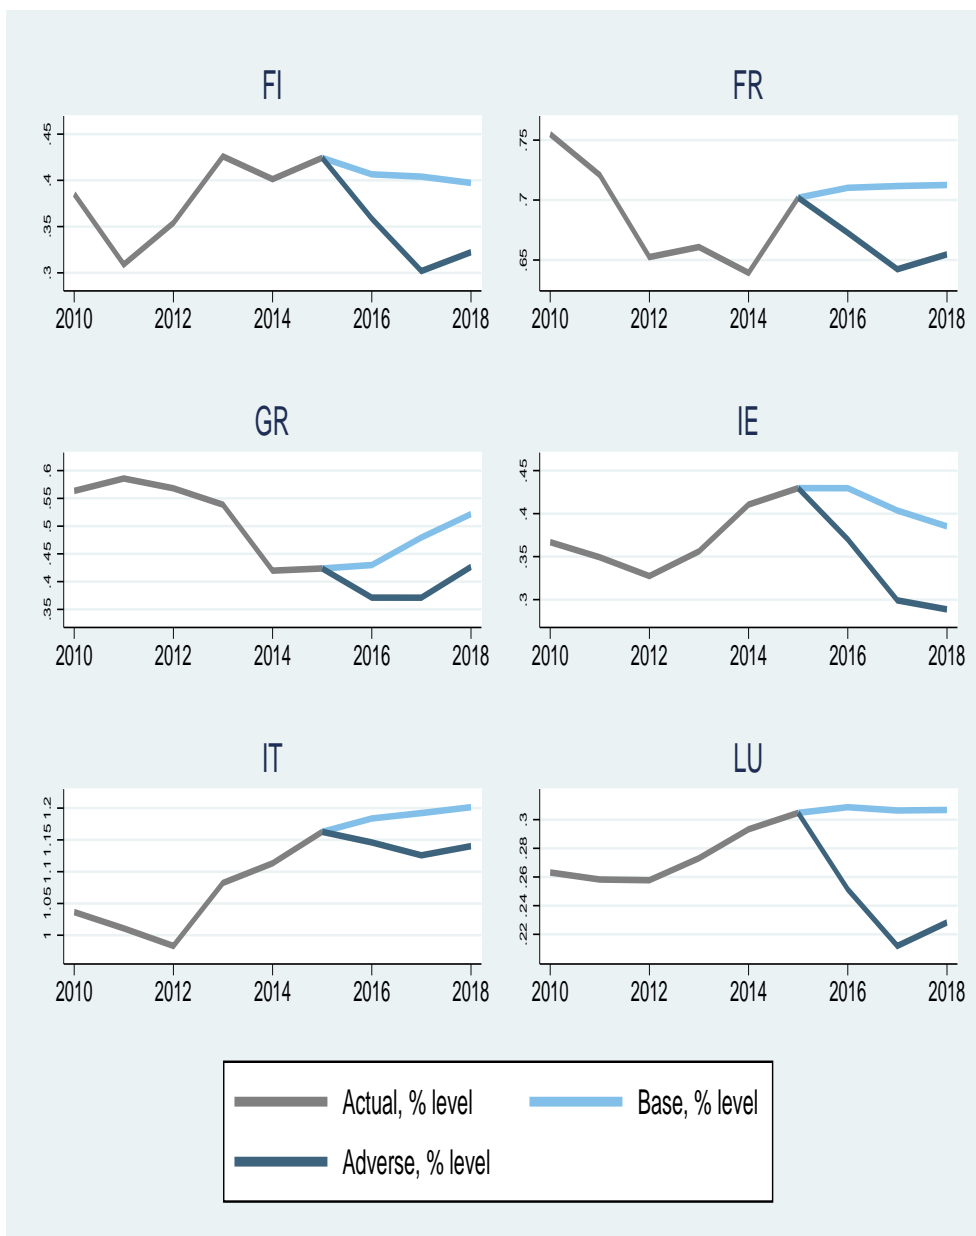 FI
FR
.45
.4
.35
.3
2010 2012 2014 2016 2018
.75
.7
.65
2010 2012 2014 2016 2018
GR
IE
.6
.55
.5
.45
.4
.35
2010 2012 2014 2016 2018
.45
.4
.35
.3
2010 2012 2014 2016 2018
IT
LU
1.2
1.15
1.1
1.05
1
2010 2012 2014 2016 2018
.3
.28
.26
.24
.22
2010 2012 2014 2016 2018
Actual, % level
Base, % level
Adverse, % level